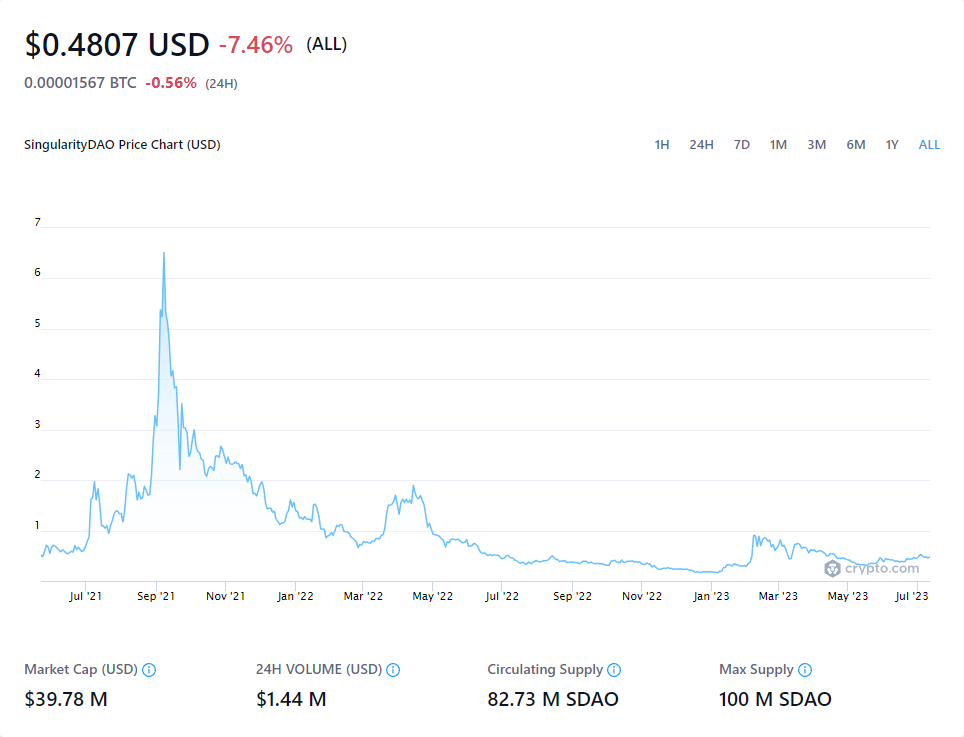 $0.4807 USD -7.46% (ALL)
0.00001567 BTC -0.56% (24H)
SingularityDAO Price Chart (USD) 1H 24H 7D 1M 3M 6M 1Y ALL
7
6
5
4
3
2
1
crypto.com
Jul '21 Sep '21 Nov '21 Jan '22 Mar '22 May '22 Jul '22 Sep '22 Nov '22 Jan '23 Mar '23 May '23 Jul '23
Market Cap (USD) 24H VOLUME (USD) Circulating Supply Max Supply
$39.78 M $1.44 M 82.73 M SDAO 100 M SDAO